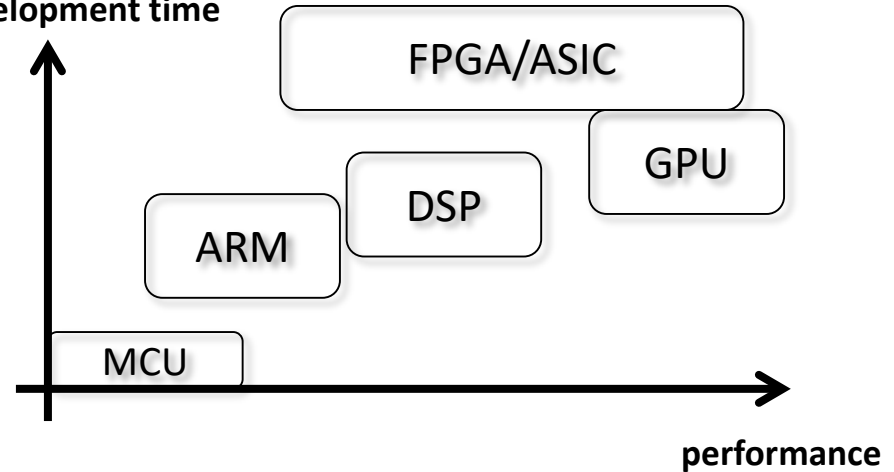 elopment time
FPGA/ASIC
GPU
DSP
ARM
MCU
performance